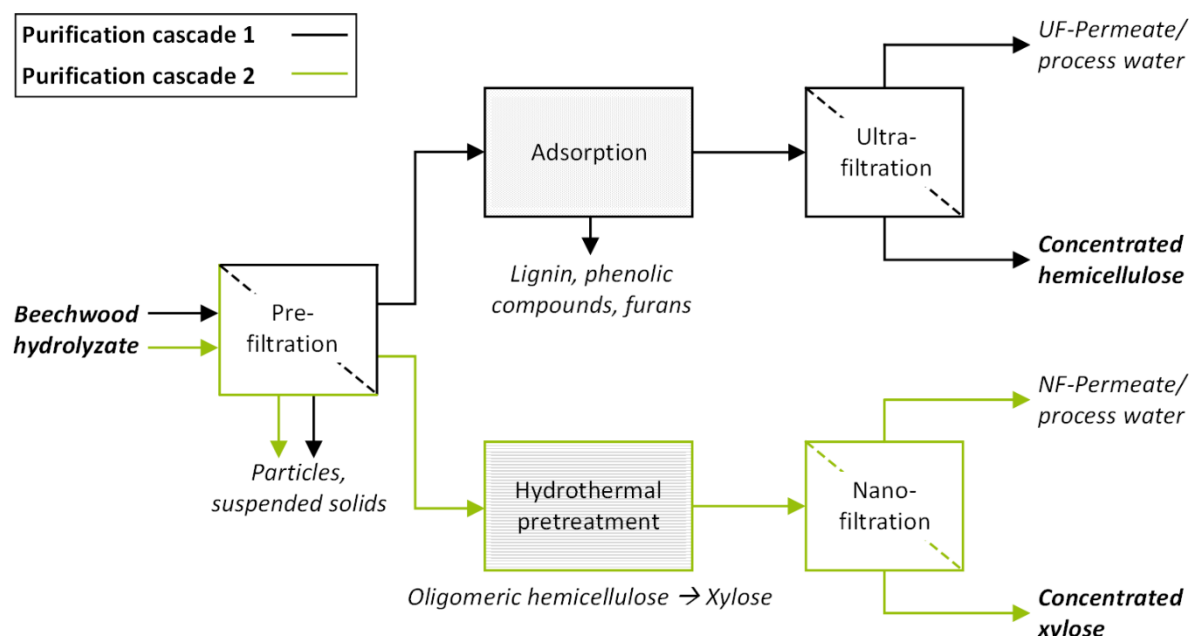 Purification cascade 1
Purification cascade 2
UF-Permeate/
process water
Adsorption
Ultra-
filtration
Lignin, phenolic
compounds, furans
Concentrated
hemicellulose
Beechwood
hydrolyzate
Pre-
filtration
Particles,
suspended solids
NF-Permeate/
process water
Hydrothermal
pretreatment
Nano-
filtration
Oligomeric hemicellulose → Xylose
Concentrated
xylose